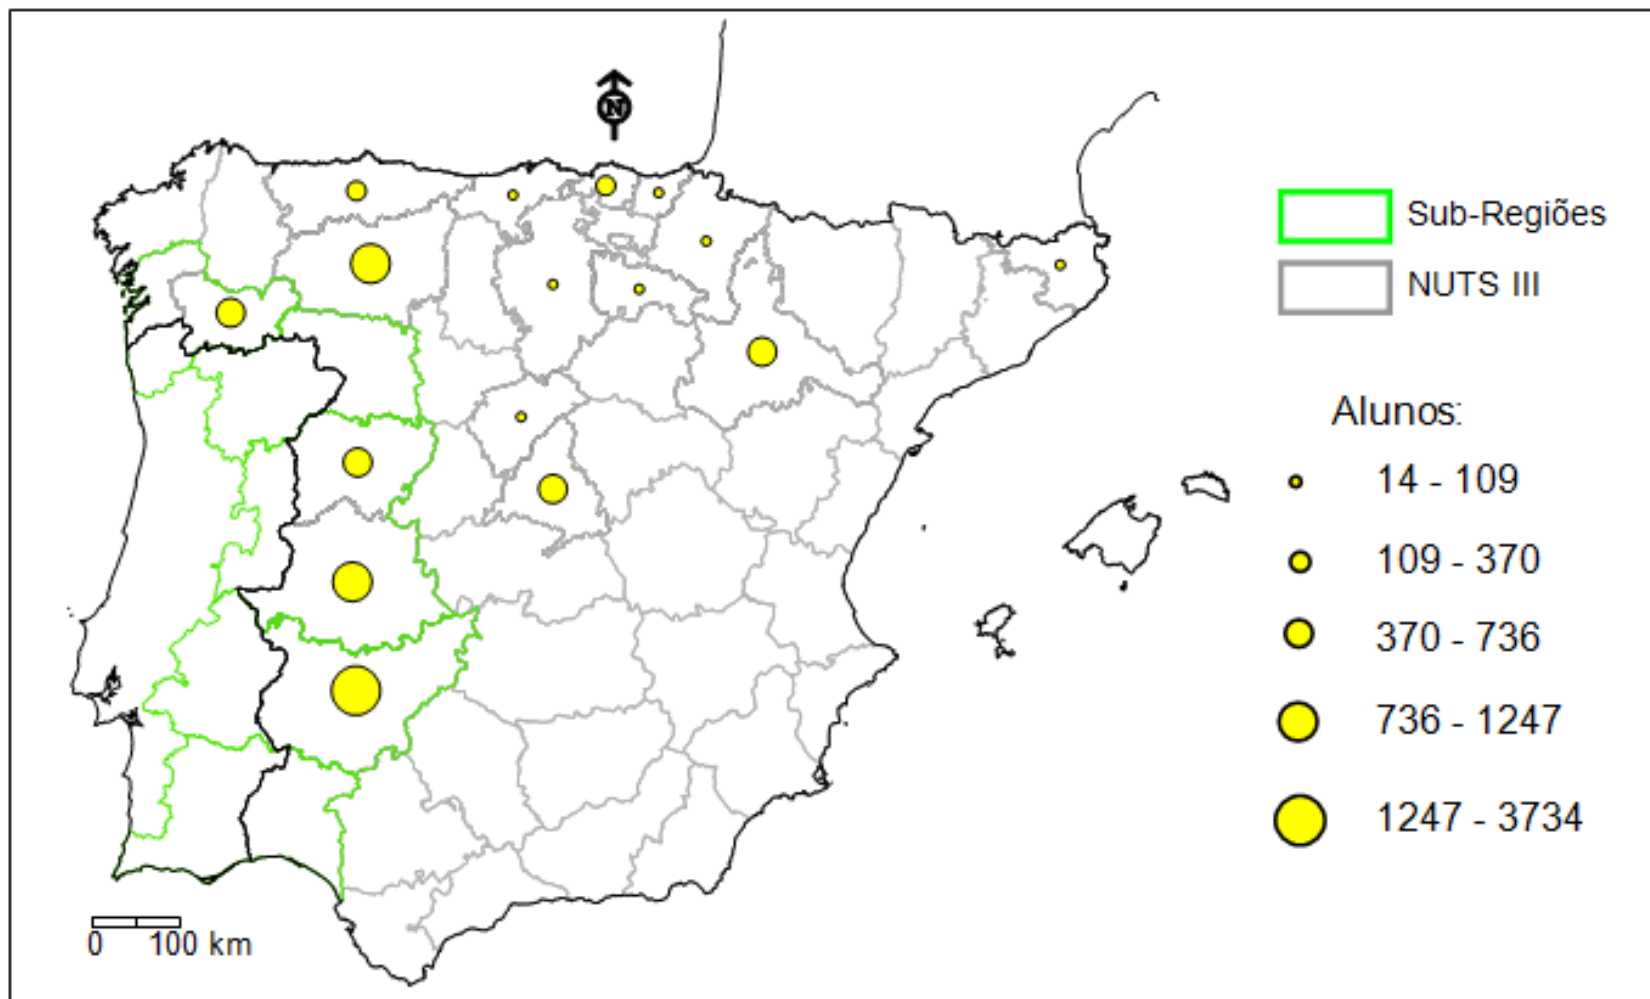 N
Sub-Regiões
NUTS III
Alunos:
14 - 109
109 - 370
370 - 736
736 - 1247
1247 - 3734
0 100 km